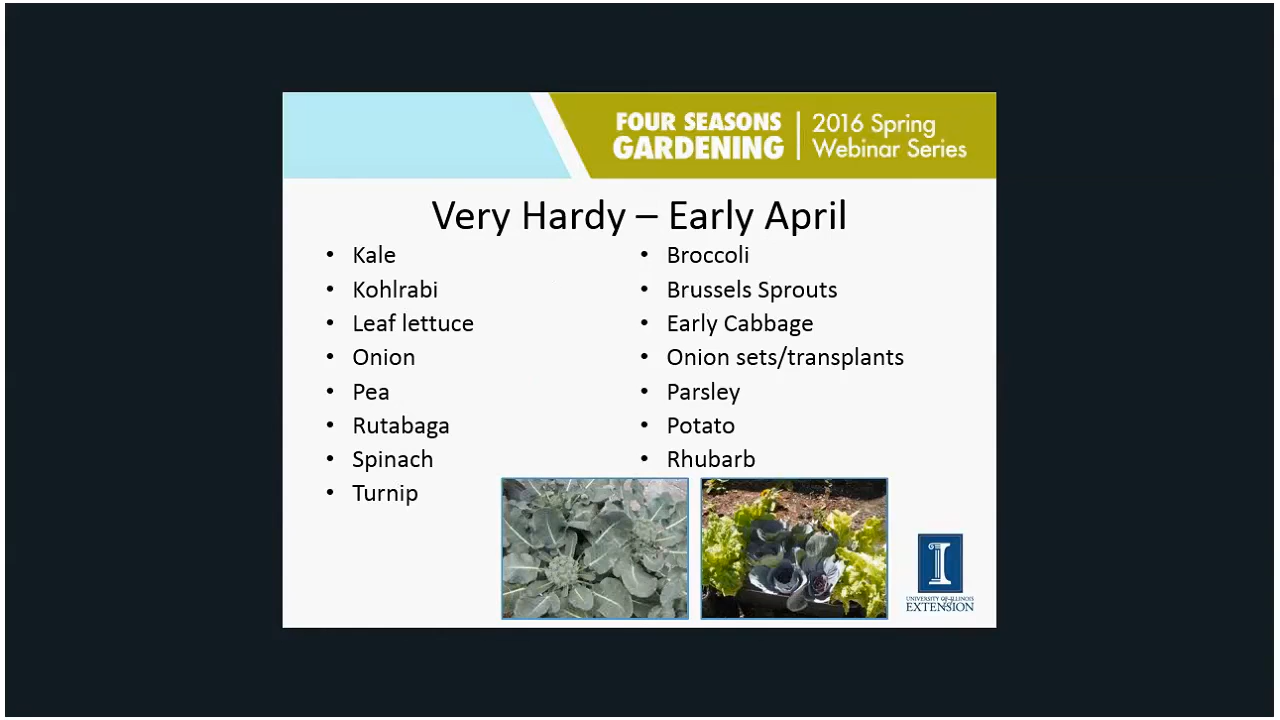 FOUR SEASONS
GARDENING
2016 Spring
Webinar Series
Very Hardy – Early April
• Kale
• Kohlrabi
• Leaf lettuce
• Onion
• Pea
• Rutabaga
• Spinach
• Turnip
• Broccoli
• Brussels Sprouts
• Early Cabbage
• Onion sets/transplants
• Parsley
• Potato
• Rhubarb
UNIVERSITY OF ILLINOIS
EXTENSION